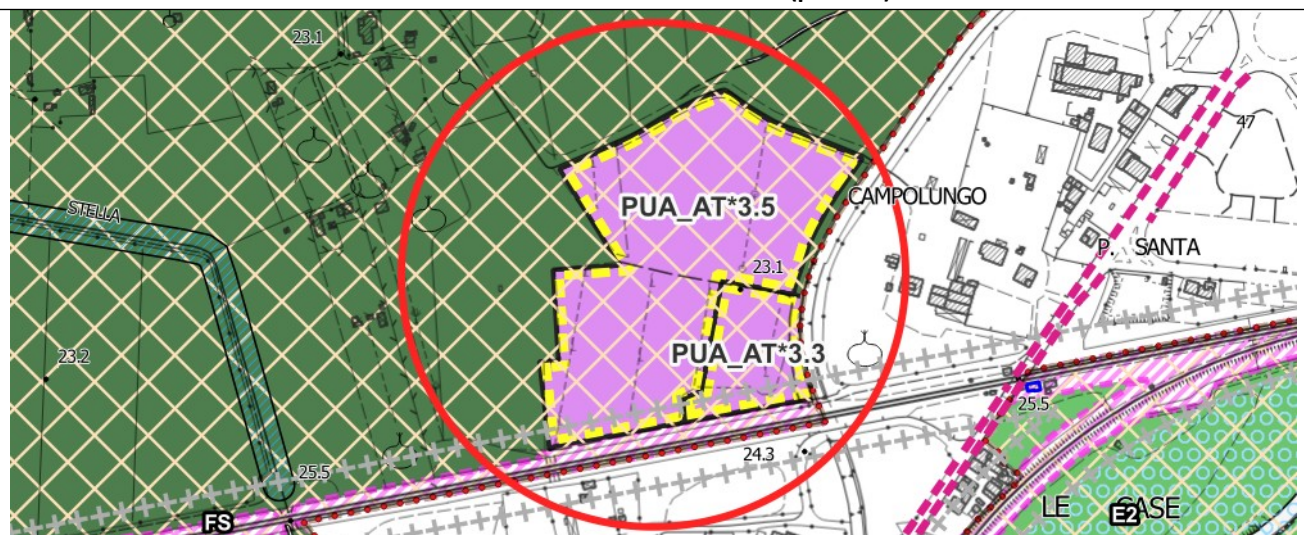 23.1
47
PUA_AT*3.5
CAMPOLUNGO
STELLA
P. SANTA
23.1
PUA_AT*3.3
23.2
25.5
24.3
25.5
FS
LE CASE
E2